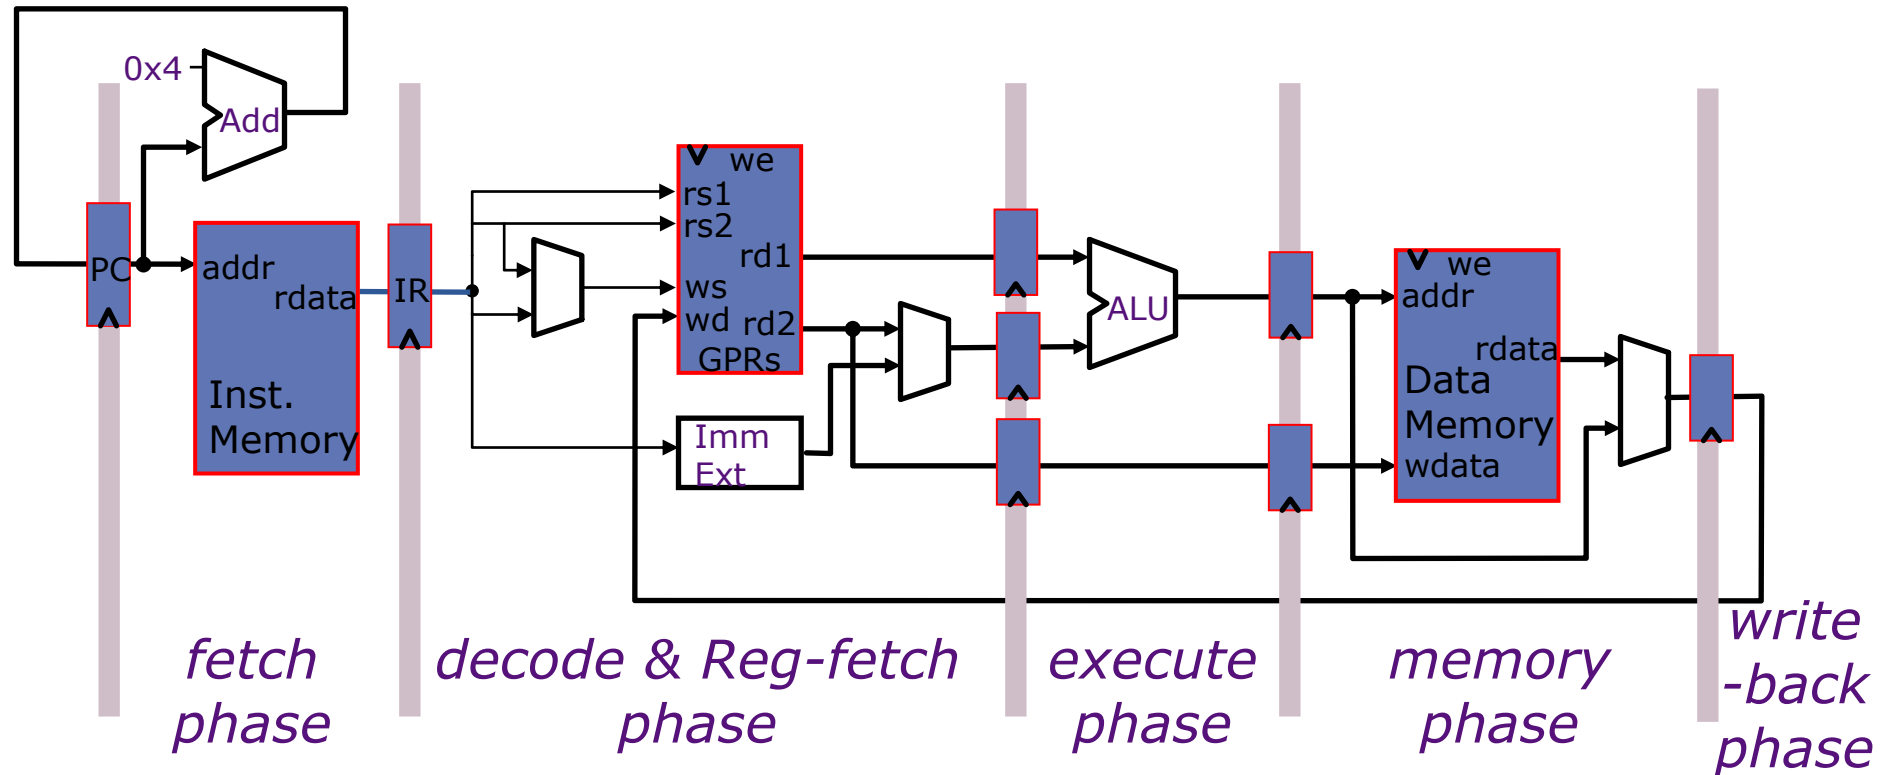 0x4
Add
PC
addr
rdata
Inst.
Memory
IR
we
rs1
rs2
rd1
ws
wd rd2
GPRs
Imm
Ext
ALU
we
addr
rdata
Data
Memory
wdata
fetch
phase
decode & Reg-fetch
phase
execute
phase
memory
phase
write
-back
phase